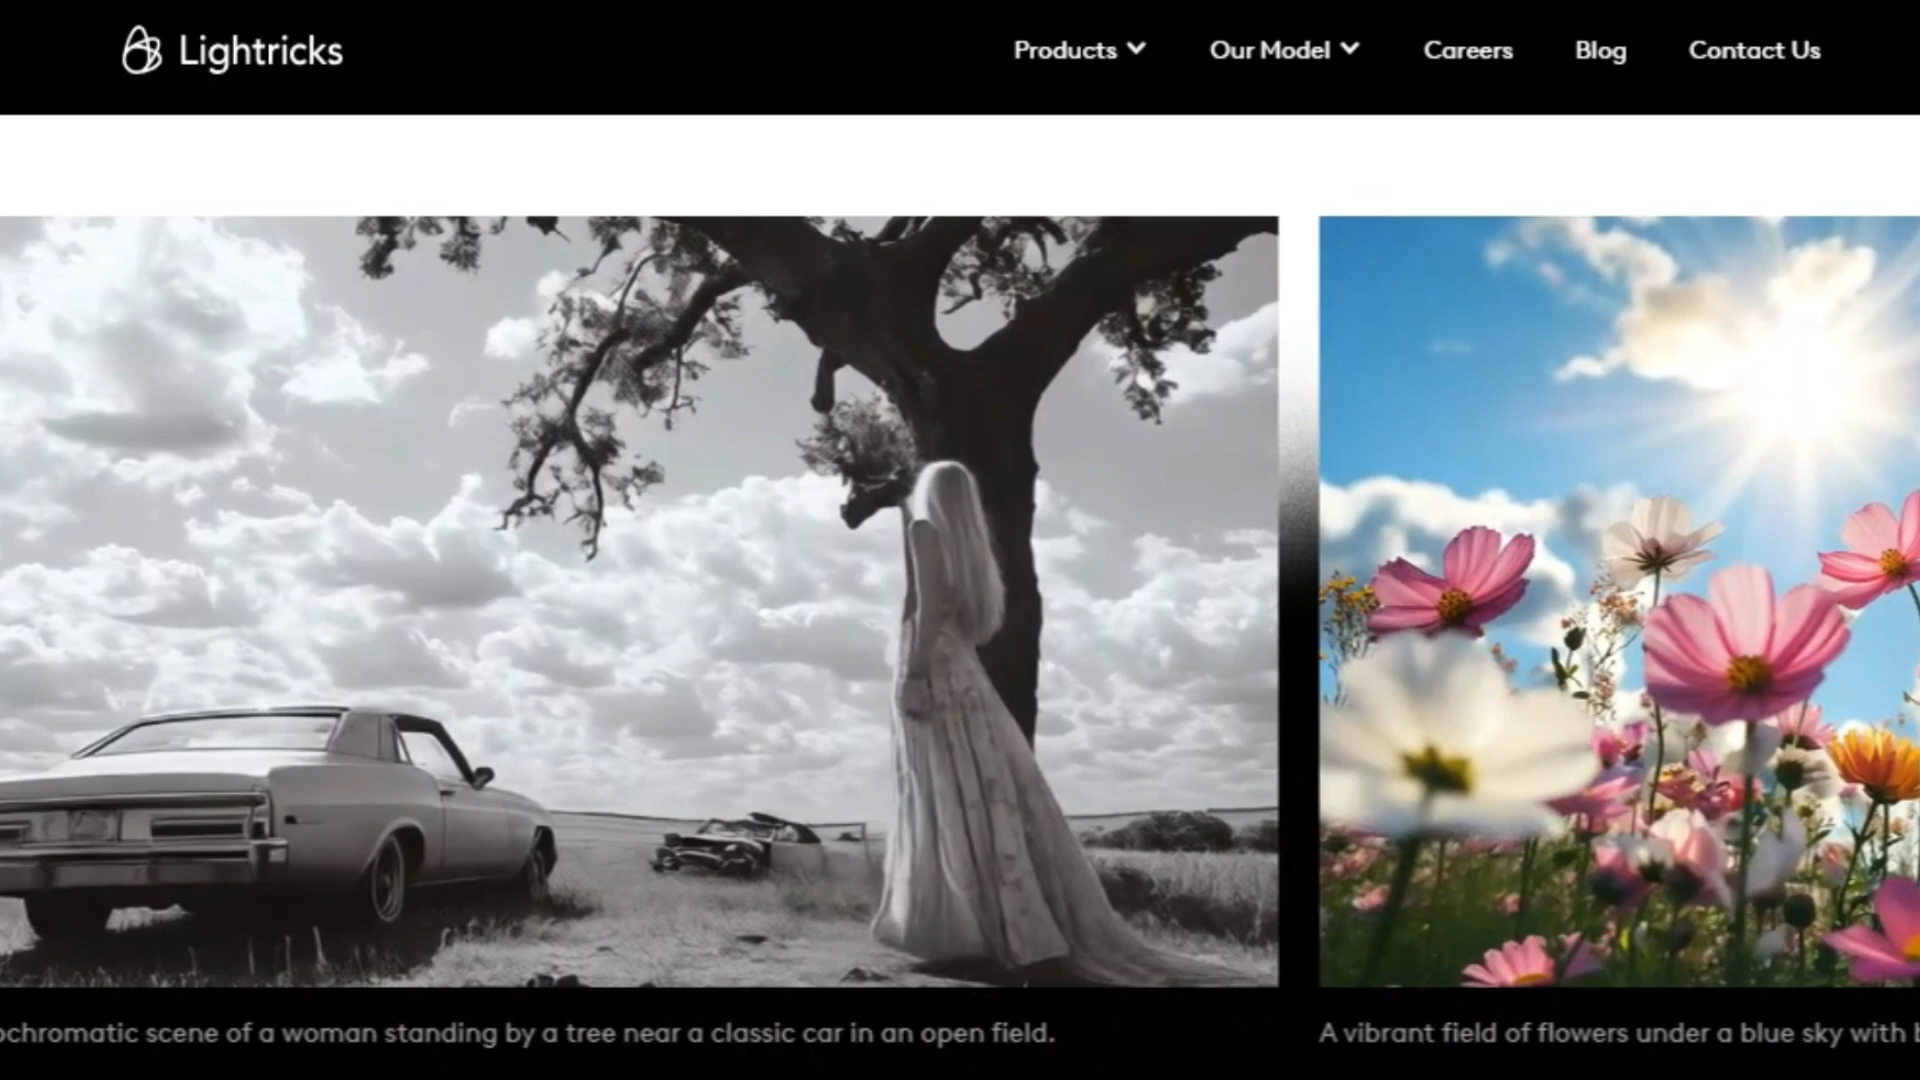 Lightricks
Products
Our Model
Careers
Blog
Contact Us
scene of a woman standing by a tree near a classic car in an open field.
A vibrant field of flowers under a blue sky with